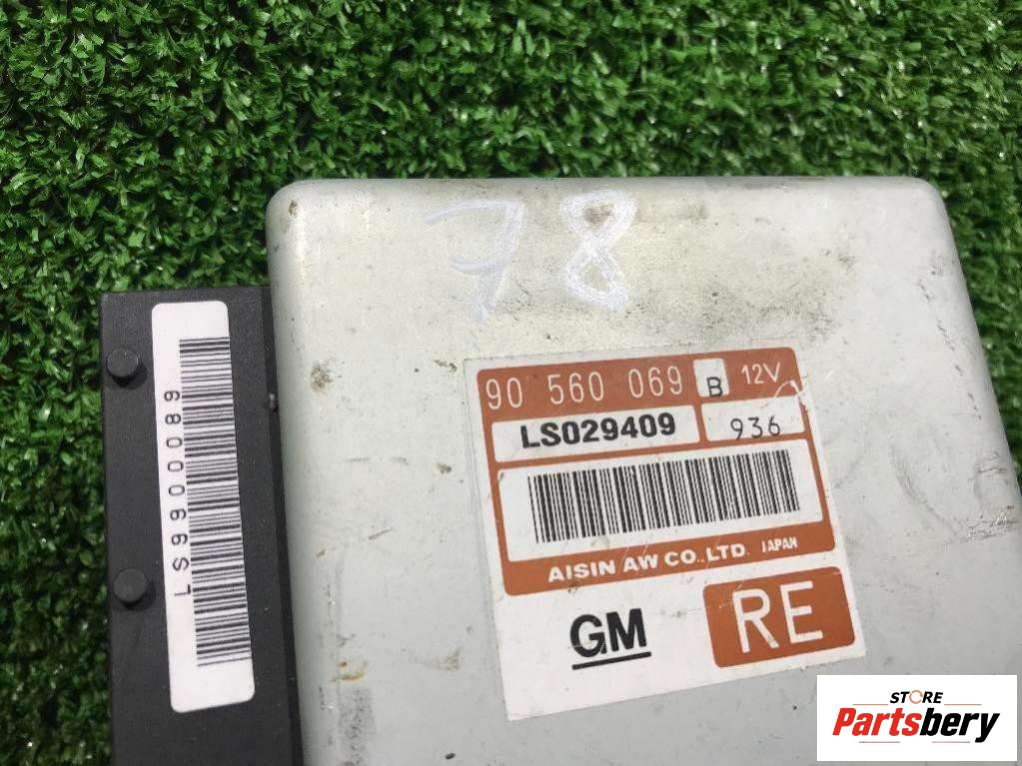 78
90 560 069 B 12V
LS029409 936
AISIN AW CO.,LTD. JAPAN
GM RE
LS9900089
STORE
Partsbery